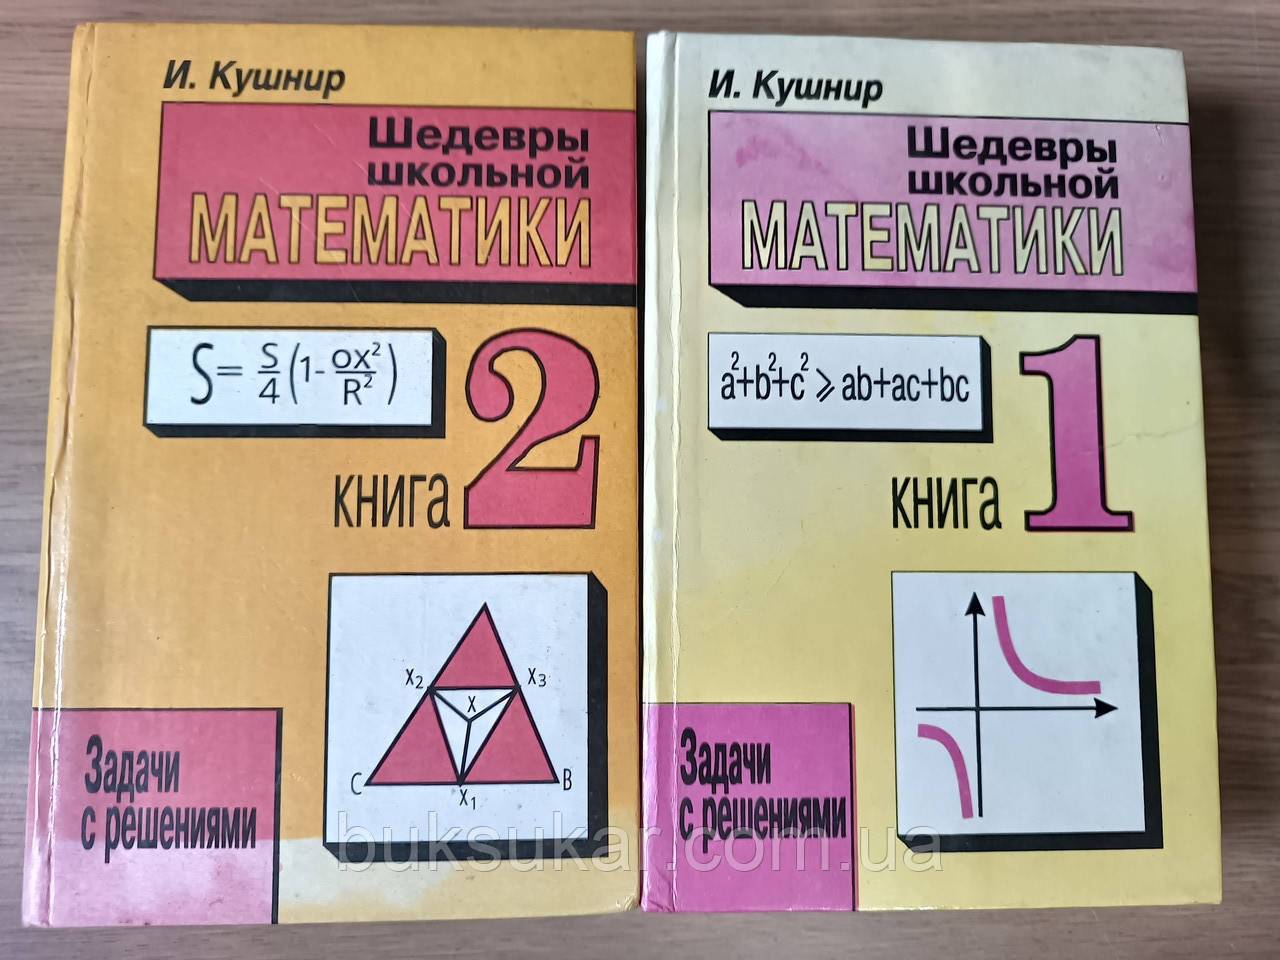 И. Кушнир
Шедевры
школьной
МАТЕМАТИКИ
S = S/4 (1 - OX²/R²)
книга 2
X₂
X₃
X
C
B
X₁
Задачи
с решениями
И. Кушнир
Шедевры
школьной
МАТЕМАТИКИ
a²+b²+c² ⩾ ab+ac+bc
книга 1
Задачи
с решениями
buksukar.com.ua